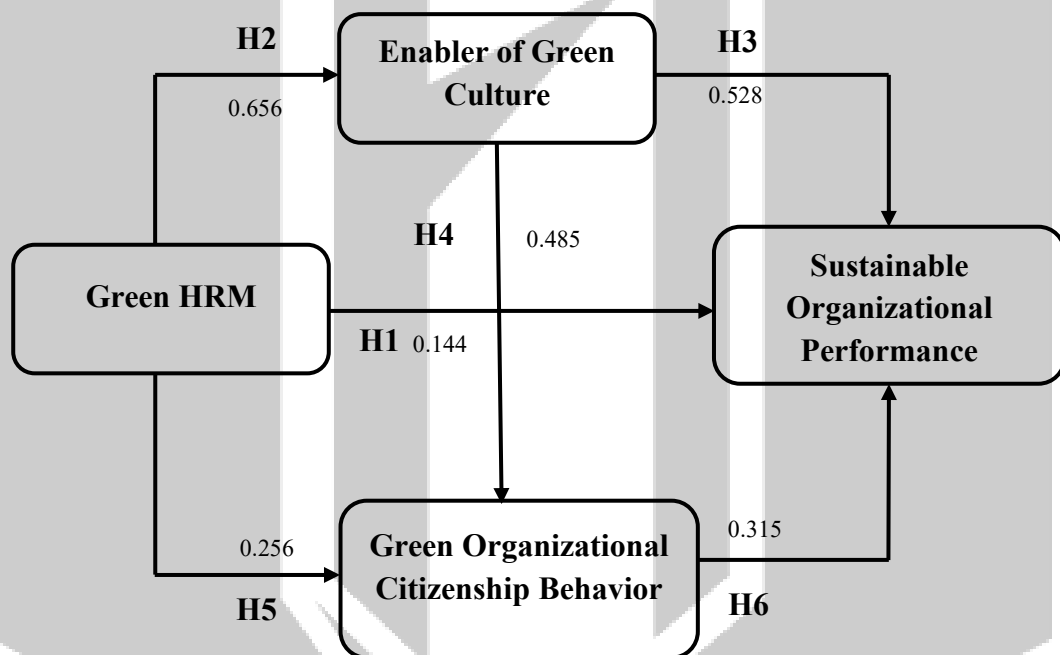 H2
Enabler of Green
Culture
H3
0.656
0.528
H4
0.485
Green HRM
Sustainable
Organizational
Performance
H1 0.144
0.256
Green Organizational
Citizenship Behavior
0.315
H5
H6